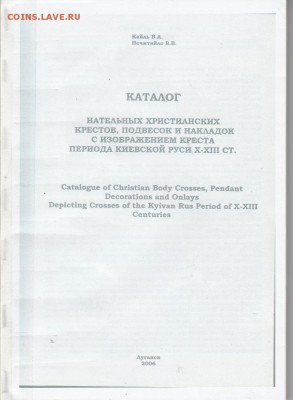 COINS.LAVE.RU
Кайль В.А.
Нечитайло В.В.
КАТАЛОГ
НАТЕЛЬНЫХ ХРИСТИАНСКИХ
КРЕСТОВ, ПОДВЕСОК И НАКЛАДОК
С ИЗОБРАЖЕНИЕМ КРЕСТА
ПЕРИОДА КИЕВСКОЙ РУСИ X-XIII СТ.
Catalogue of Christian Body Crosses, Pendant
Decorations and Onlays
Depicting Crosses of the Kyivan Rus Period of X-XIII
Centuries
Луганск
2006